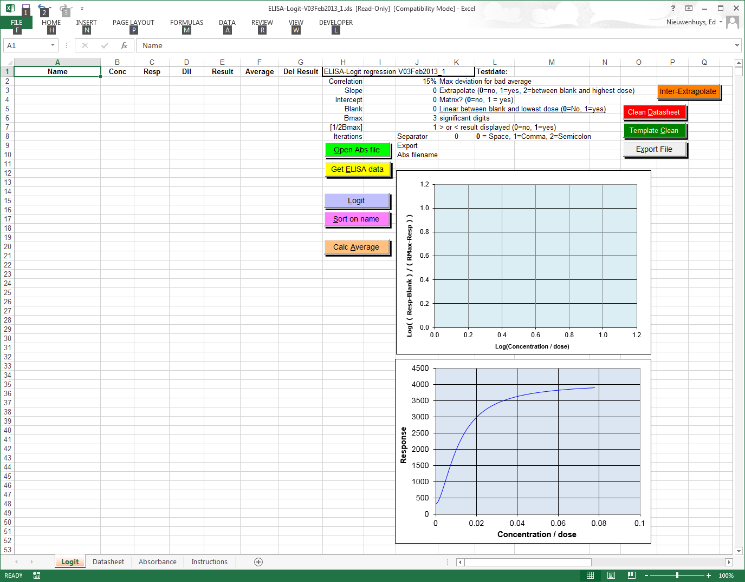 ELISA-Logit-V03Feb2013_1.xls [Read-Only] [Compatibility Mode] - Excel
1 2 3
FILE HOME INSERT PAGE LAYOUT FORMULAS DATA REVIEW VIEW DEVELOPER Nieuwenhuys, Ed
F H N P M A R W L
A1 fx Name
A B C D E F G H I J K L M N O P Q
1 Name Conc Resp Dil Result Average Del Result ELISA-Logit regression V03Feb2013_1 Testdate:
2 Correlation 15% Max deviation for bad average
3 Slope 0 Extrapolate (0=no, 1=yes, 2=between blank and highest dose) Inter-Extrapolate
4 Intercept 0 Matrix? (0=no, 1 = yes)
5 Blank 0 Linear between blank and lowest dose (0=No, 1=yes) Clean Datasheet
6 Bmax 3 significant digits
7 [1/2Bmax] 1 > or < result displayed (0=no, 1=yes) Template Clean
8 Iterations Separator 0 0 = Space, 1=Comma, 2=Semicolon
9 Open Abs file Export Export File
10 Abs filename
11
12 Get ELISA data
13
14
15 Logit
16
17 Sort on name
18
19
20 Calc Average
21
22
23
24
25
26
27
28
29
30
31
32
33
34
35
36
37
38
39
40
41
42
43
44
45
46
47
48
49
50
51
52
53
Log( ( Resp-Blank ) / ( RMax-Resp ) )
1.2
1.0
0.8
0.6
0.4
0.2
0.0
0.0 0.2 0.4 0.6 0.8 1.0 1.2
Log(Concentration / dose)
Response
4500
4000
3500
3000
2500
2000
1500
1000
500
0
0 0.02 0.04 0.06 0.08 0.1
Concentration / dose
Logit Datasheet Absorbance Instructions
READY 100%